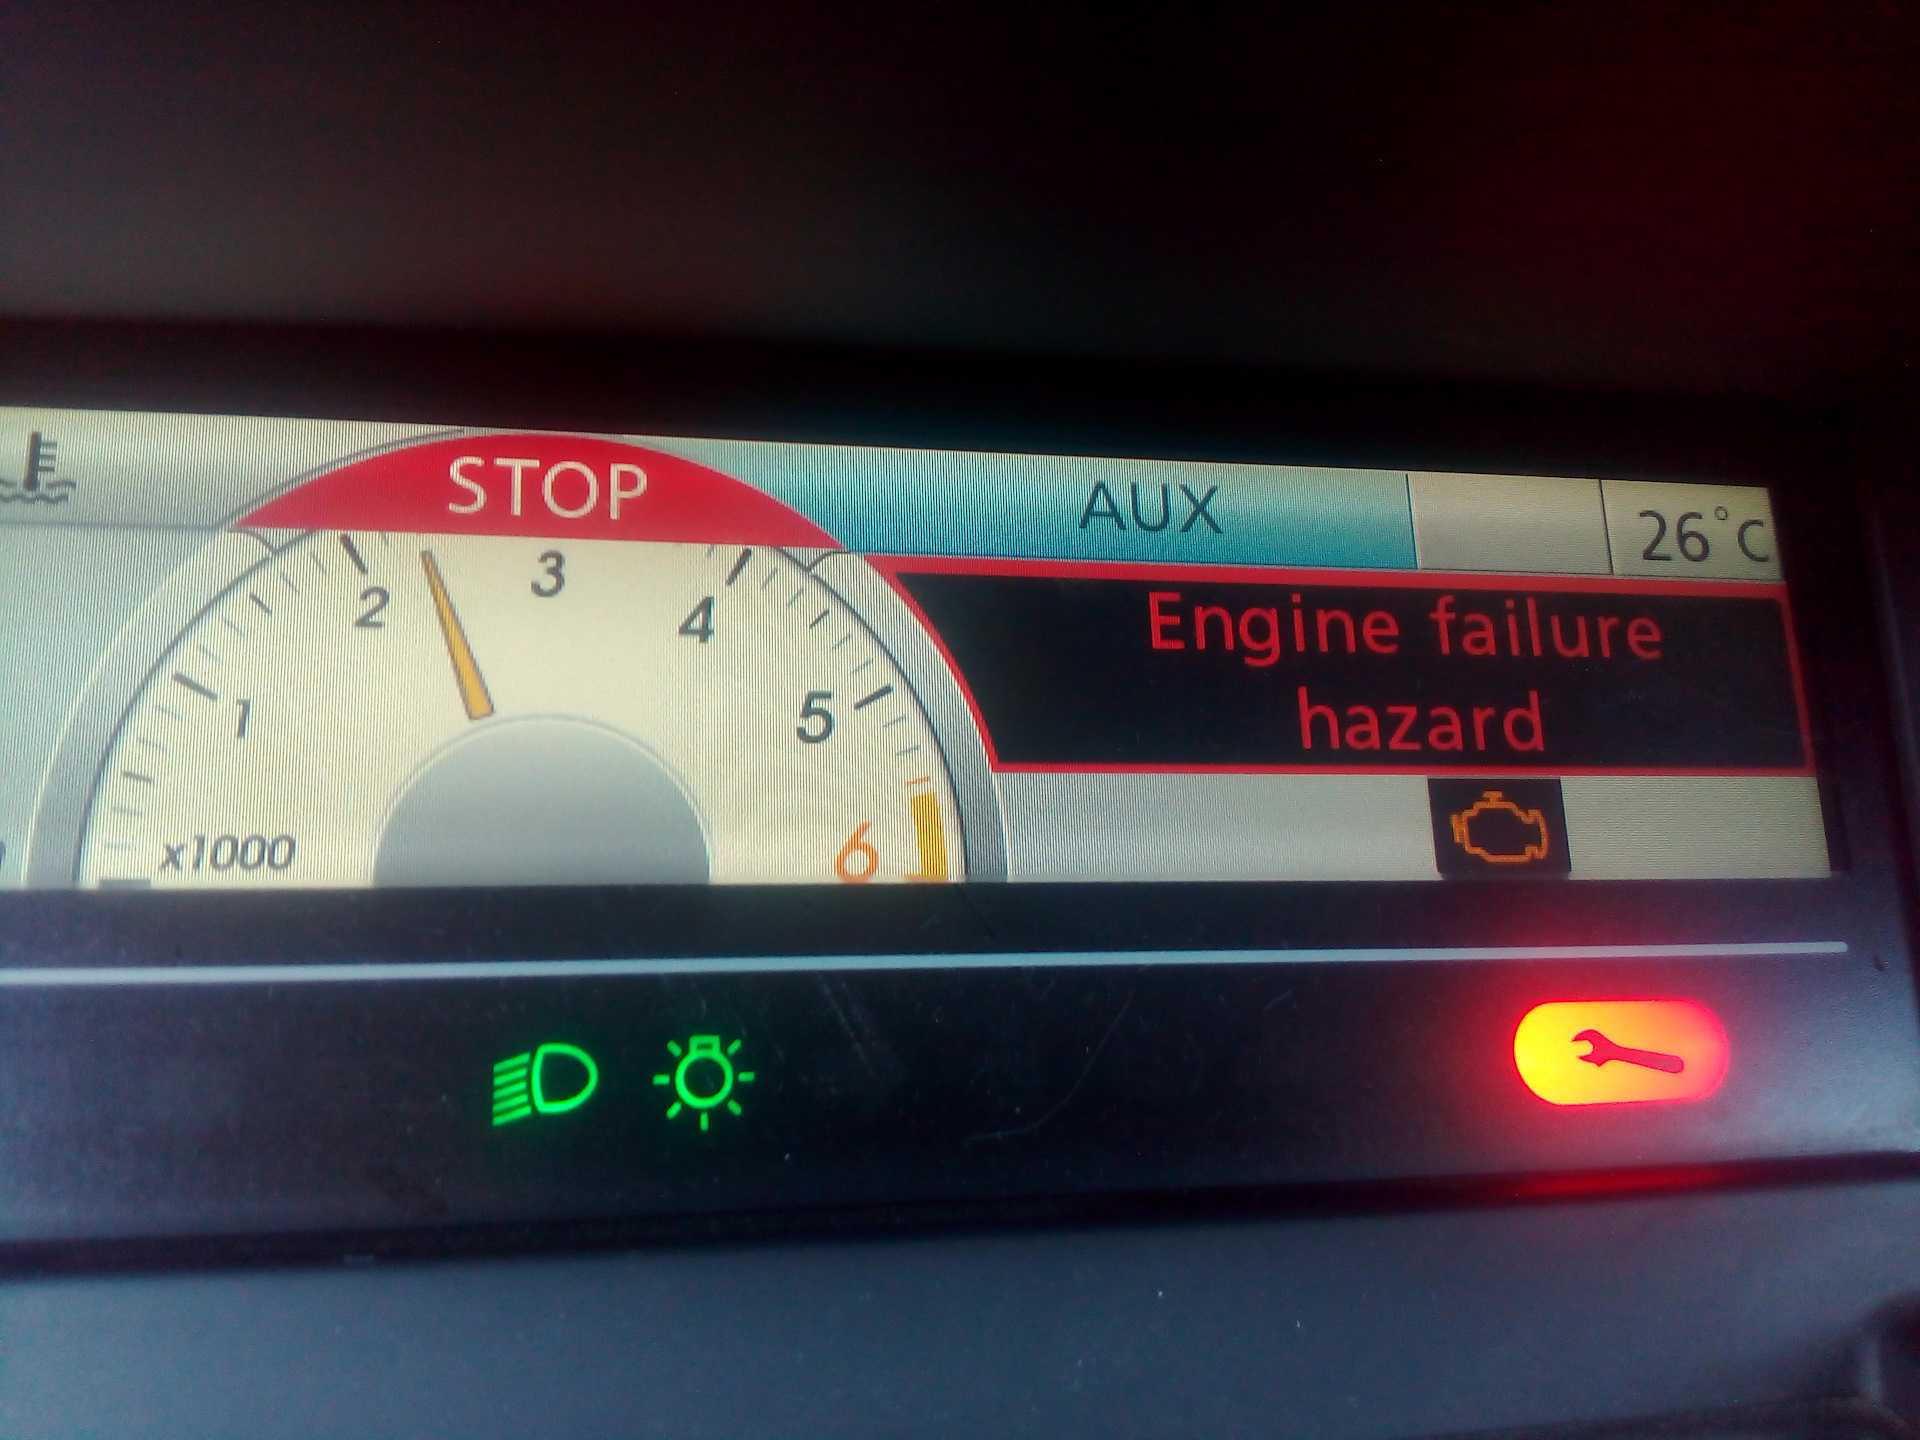 STOP
AUX
26°C
Engine failure
hazard
1
2
3
4
5
6
x1000